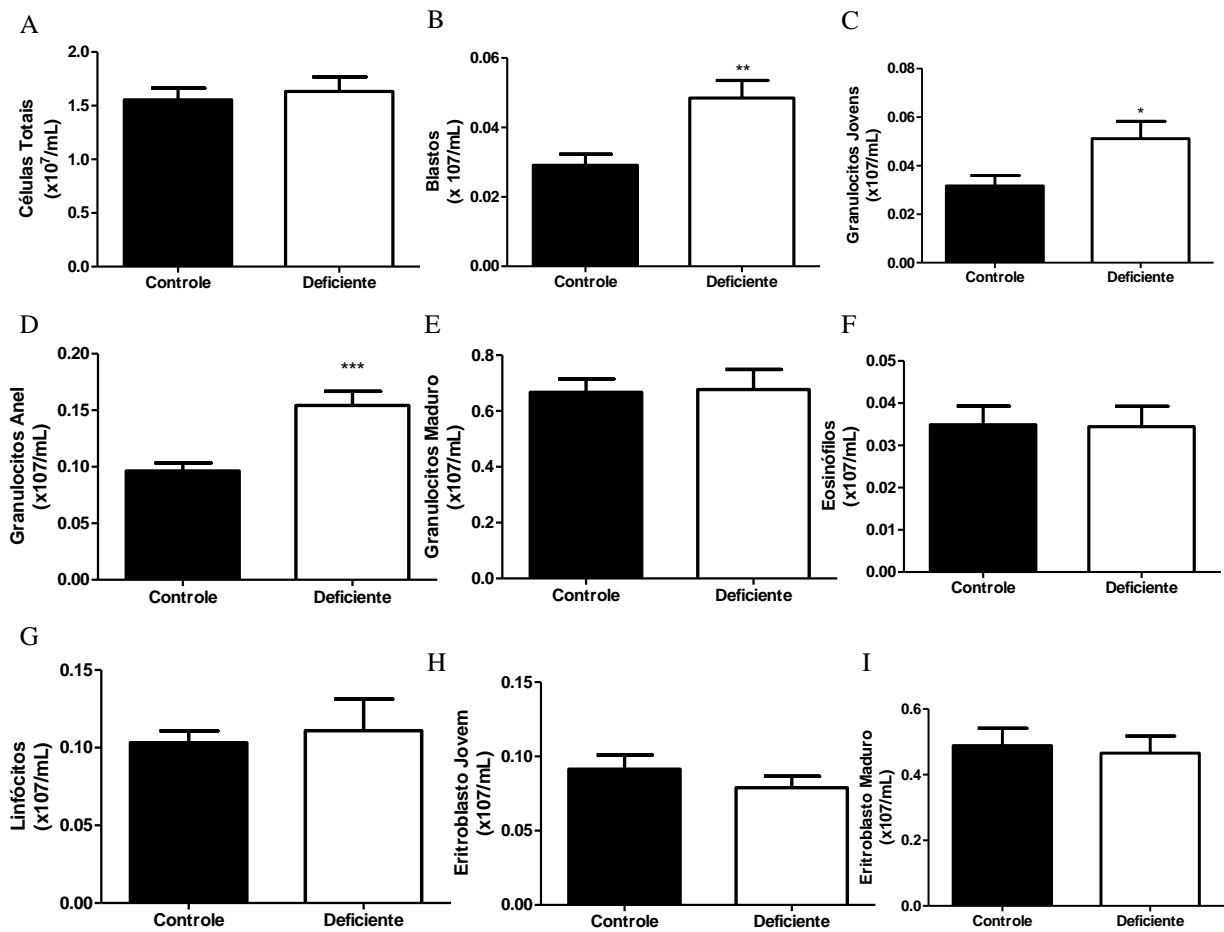 A
Células Totais
(x10⁷/mL)
2.0
1.5
1.0
0.5
0.0
Controle Deficiente
B
Blastos
(x 107/mL)
0.06
0.04
0.02
0.00
**
Controle Deficiente
C
Granulocitos Jovens
(x107/mL)
0.08
0.06
0.04
0.02
0.00
*
Controle Deficiente
D
Granulocitos Anel
(x107/mL)
0.20
0.15
0.10
0.05
0.00
***
Controle Deficiente
E
Granulocitos Maduro
(x107/mL)
0.8
0.6
0.4
0.2
0.0
Controle Deficiente
F
Eosinófilos
(x107/mL)
0.05
0.04
0.03
0.02
0.01
0.00
Controle Deficiente
G
Linfócitos
(x107/mL)
0.15
0.10
0.05
0.00
Controle Deficiente
H
Eritroblasto Jovem
(x107/mL)
0.15
0.10
0.05
0.00
Controle Deficiente
I
Eritroblasto Maduro
(x107/mL)
0.6
0.4
0.2
0.0
Controle Deficiente